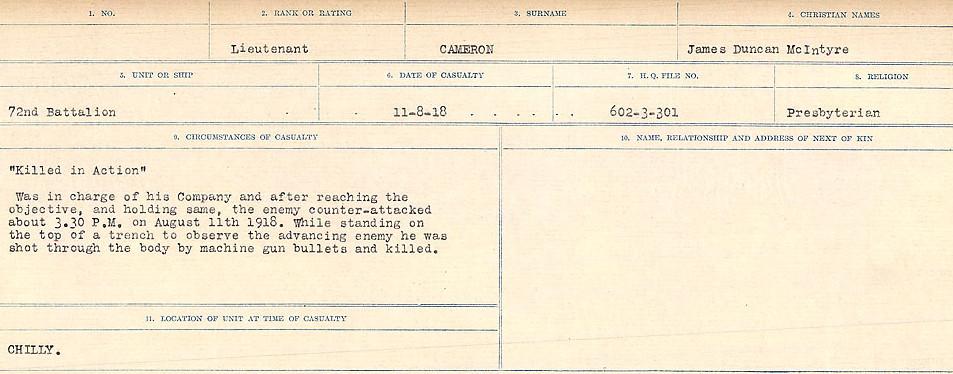 1. NO. 2. RANK OR RATING 3. SURNAME 4. CHRISTIAN NAMES
Lieutenant CAMERON James Duncan McIntyre
5. UNIT OR SHIP 6. DATE OF CASUALTY 7. H. Q. FILE NO. 8. RELIGION
72nd Battalion 11-8-18 602-3-301 Presbyterian
9. CIRCUMSTANCES OF CASUALTY 10. NAME, RELATIONSHIP AND ADDRESS OF NEXT OF KIN
"Killed in Action"
Was in charge of his Company and after reaching the
objective, and holding same, the enemy counter-attacked
about 3.30 P.M. on August 11th 1918. While standing on
the top of a trench to observe the advancing enemy he was
shot through the body by machine gun bullets and killed.
11. LOCATION OF UNIT AT TIME OF CASUALTY
CHILLY.